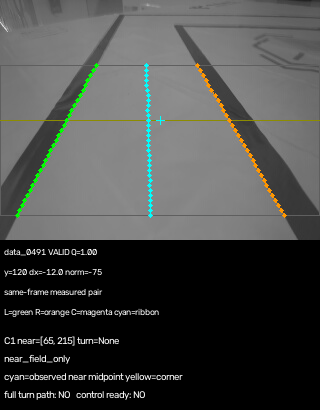 data_0491 VALID Q=1.00
y=120 dx=-12.0 norm=-75
same-frame measured pair
L=green R=orange C=magenta cyan=ribbon
C1 near=[65, 215] turn=None
near_field_only
cyan=observed near midpoint yellow=corner
full turn path: NO control ready: NO